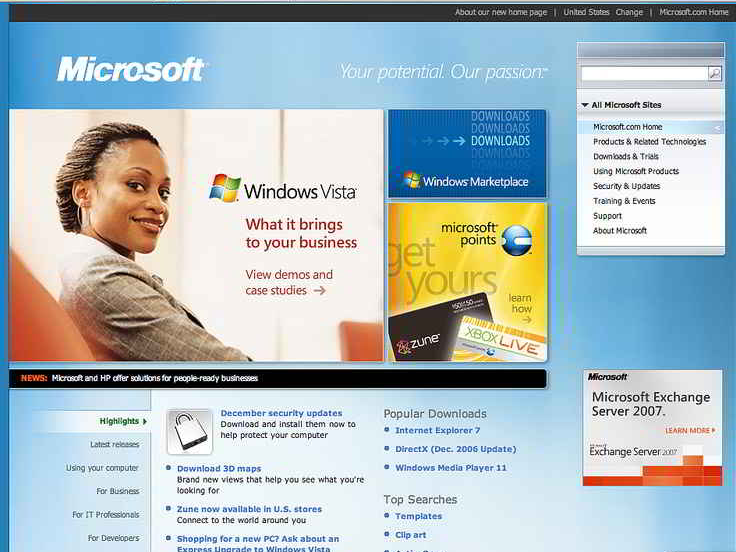 About our new home page | United States Change | Microsoft.com Home
Microsoft
Your potential. Our passion.™
All Microsoft Sites
Microsoft.com Home
Products & Related Technologies
Downloads & Trials
Using Microsoft Products
Security & Updates
Training & Events
Support
About Microsoft
Windows Vista
What it brings
to your business
View demos and
case studies
DOWNLOADS
DOWNLOADS
DOWNLOADS
DOWNLOADS
Windows Marketplace
microsoft
points
get
yours
learn
how
zune
XBOX LIVE
NEWS: Microsoft and HP offer solutions for people-ready businesses
Microsoft
Microsoft Exchange
Server 2007.
LEARN MORE
Exchange Server 2007
Highlights
Latest releases
Using your computer
For Business
For IT Professionals
For Developers
December security updates
Download and install them now to
help protect your computer
Download 3D maps
Brand new views that help you see what you're
looking for
Zune now available in U.S. stores
Connect to the world around you
Shopping for a new PC? Ask about an
Express Upgrade to Windows Vista
Popular Downloads
Internet Explorer 7
DirectX (Dec. 2006 Update)
Windows Media Player 11
Top Searches
Templates
Clip art